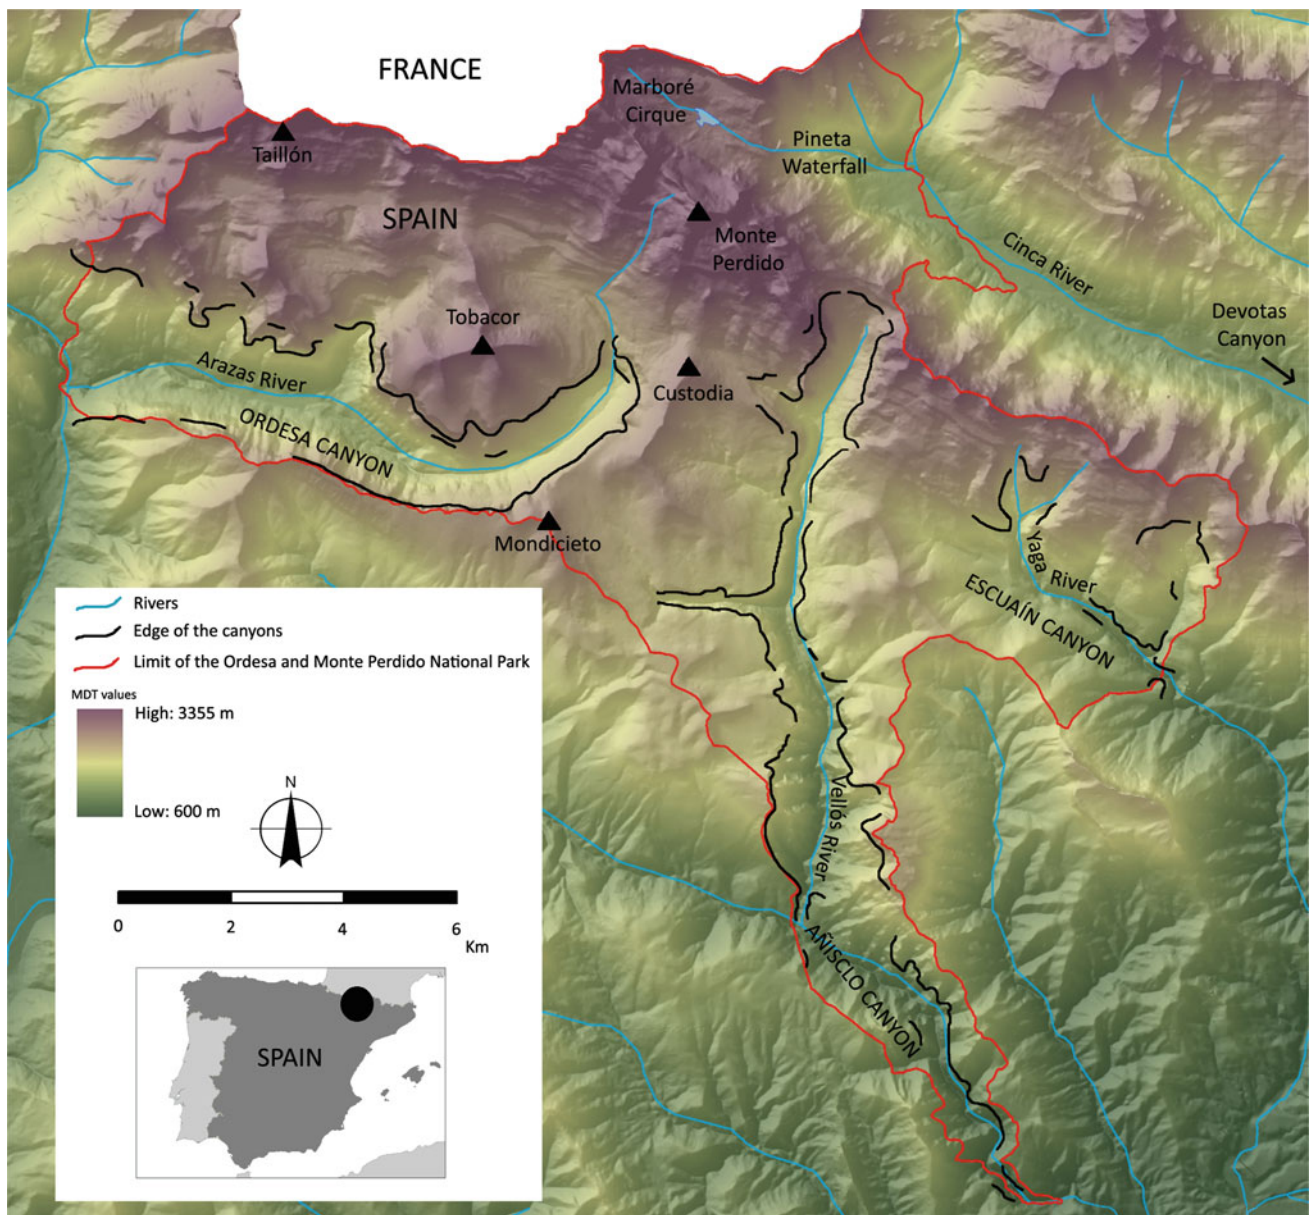 FRANCE
Marboré
Cirque
Pineta
Waterfall
Taillón
SPAIN
Monte
Perdido
Cinca River
Devotas
Canyon
Tobacor
Arazas River
Custodia
ORDESA CANYON
Mondicieto
Yaga River
ESCUAÍN CANYON
Vellós River
AÑISCLO CANYON
Rivers
Edge of the canyons
Limit of the Ordesa and Monte Perdido National Park
MDT values
High: 3355 m
Low: 600 m
N
0 2 4 6
Km
SPAIN